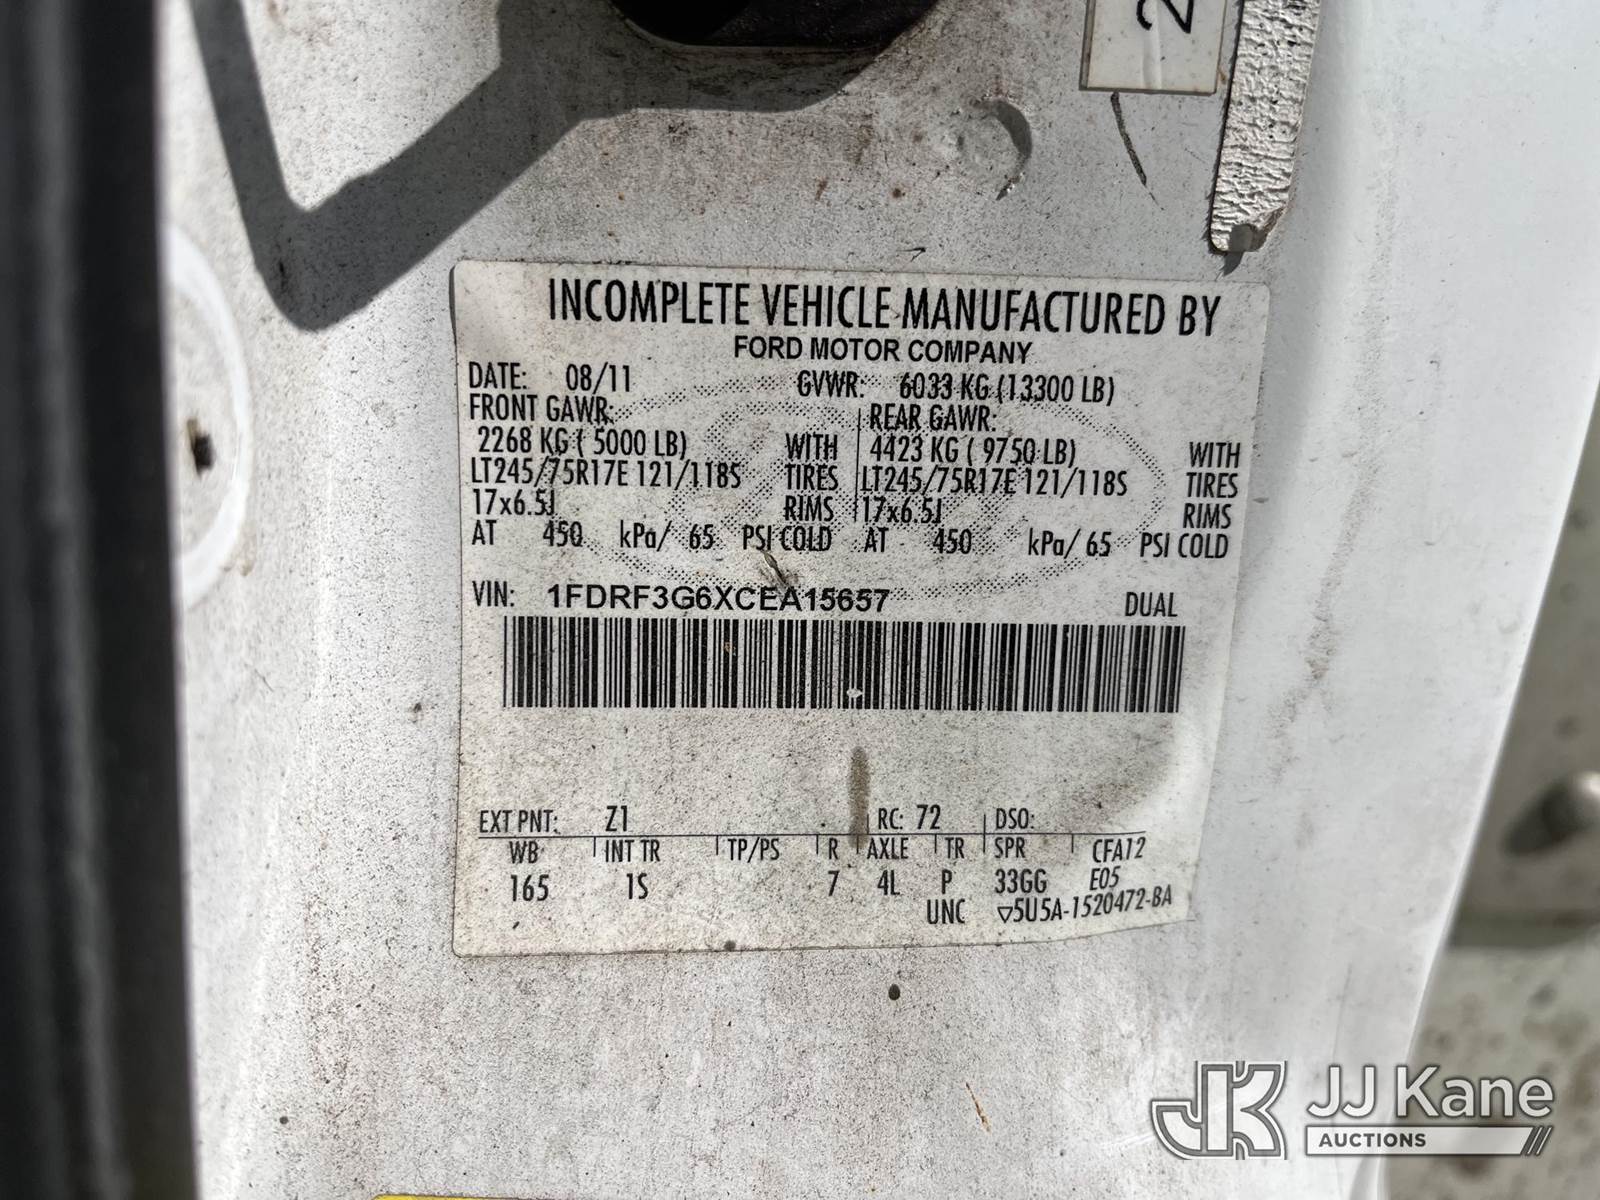 2
INCOMPLETE VEHICLE MANUFACTURED BY
FORD MOTOR COMPANY
DATE: 08/11 GVWR: 6033 KG (13300 LB)
FRONT GAWR: REAR GAWR:
2268 KG ( 5000 LB) WITH 4423 KG ( 9750 LB) WITH
LT245/75R17E 121/118S TIRES LT245/75R17E 121/118S TIRES
17x6.5J RIMS 17x6.5J RIMS
AT 450 kPa/ 65 PSI COLD AT 450 kPa/ 65 PSI COLD
VIN: 1FDRF3G6XCEA15657 DUAL
EXT PNT: Z1 RC: 72 DSO:
WB INT TR TP/PS R AXLE TR SPR CFA12
165 1S 7 4L P 33GG E05
UNC ▽5U5A-1520472-BA
JK JJ Kane
AUCTIONS